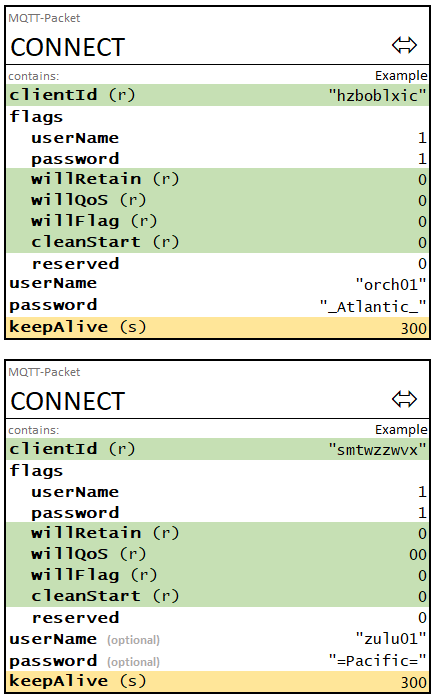 MQTT-Packet
CONNECT ⇔
contains: Example
clientId (r) "hzboblxic"
flags
userName 1
password 1
willRetain (r) 0
willQoS (r) 0
willFlag (r) 0
cleanStart (r) 0
reserved 0
userName "orch01"
password "_Atlantic_"
keepAlive (s) 300
MQTT-Packet
CONNECT ⇔
contains: Example
clientId (r) "smtwzzwvx"
flags
userName 1
password 1
willRetain (r) 0
willQoS (r) 00
willFlag (r) 0
cleanStart (r) 0
reserved 0
userName (optional) "zulu01"
password (optional) "=Pacific="
keepAlive (s) 300